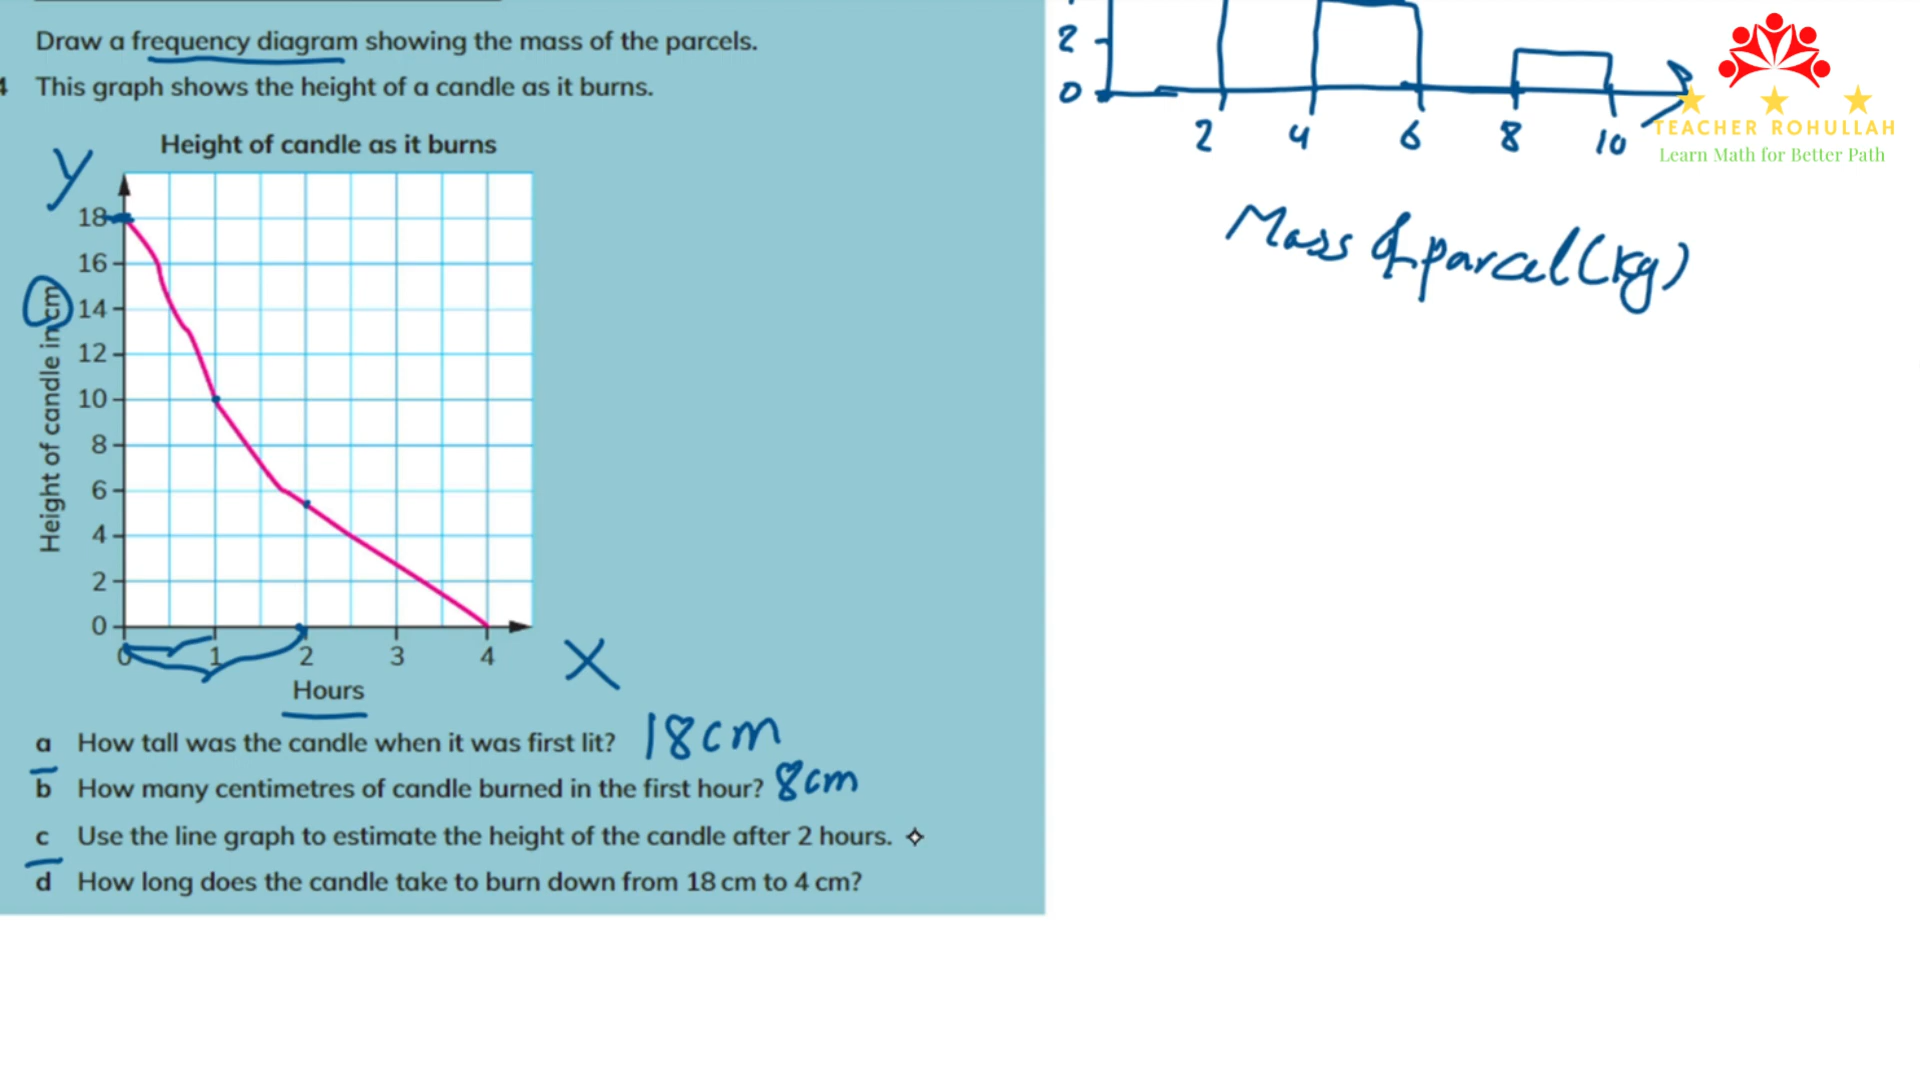 Draw a frequency diagram showing the mass of the parcels.
4 This graph shows the height of a candle as it burns.
Height of candle as it burns
y
18
16
14
12
10
8
6
4
2
0
Height of candle in cm
0 1 2 3 4
Hours
X
a How tall was the candle when it was first lit? 18cm
b How many centimetres of candle burned in the first hour? 8cm
c Use the line graph to estimate the height of the candle after 2 hours.
d How long does the candle take to burn down from 18 cm to 4 cm?
2
0
2 4 6 8 10
Mass of parcel (kg)
TEACHER ROHULLAH
Learn Math for Better Path